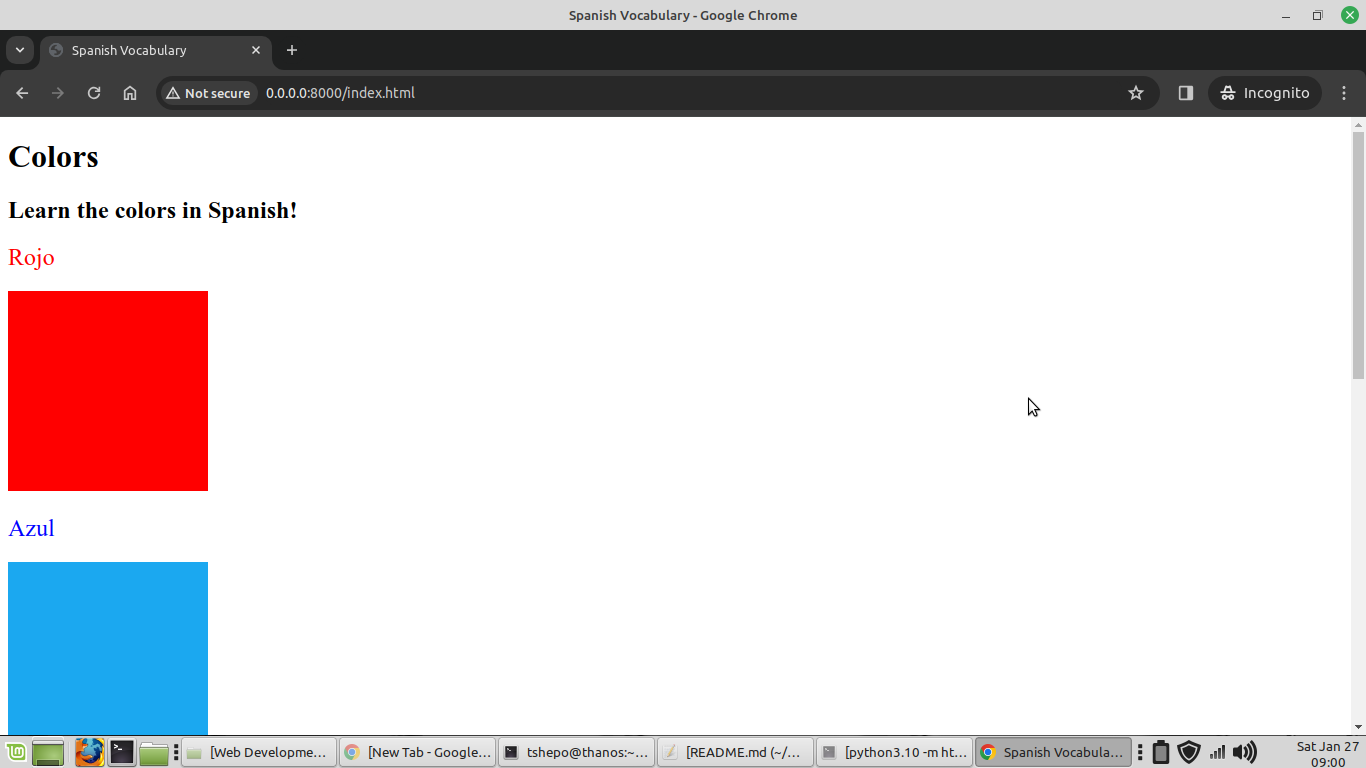 Spanish Vocabulary - Google Chrome
Spanish Vocabulary
Not secure
0.0.0.0:8000/index.html
Incognito
Colors
Learn the colors in Spanish!
Rojo
Azul
[Web Developme...
[New Tab - Google...
tshepo@thanos:~...
[README.md (~/...
[python3.10 -m ht...
Spanish Vocabula...
Sat Jan 27
09:00